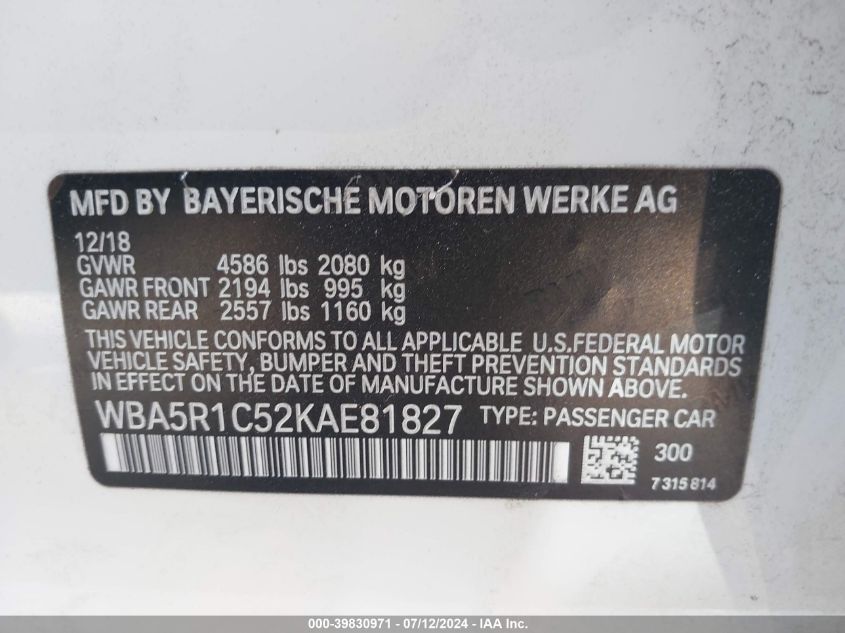 MFD BY BAYERISCHE MOTOREN WERKE AG
12/18
GVWR 4586 lbs 2080 kg
GAWR FRONT 2194 lbs 995 kg
GAWR REAR 2557 lbs 1160 kg
THIS VEHICLE CONFORMS TO ALL APPLICABLE U.S.FEDERAL MOTOR
VEHICLE SAFETY, BUMPER AND THEFT PREVENTION STANDARDS
IN EFFECT ON THE DATE OF MANUFACTURE SHOWN ABOVE.
WBA5R1C52KAE81827 TYPE: PASSENGER CAR
300
7315814
000-39830971 - 07/12/2024 - IAA Inc.